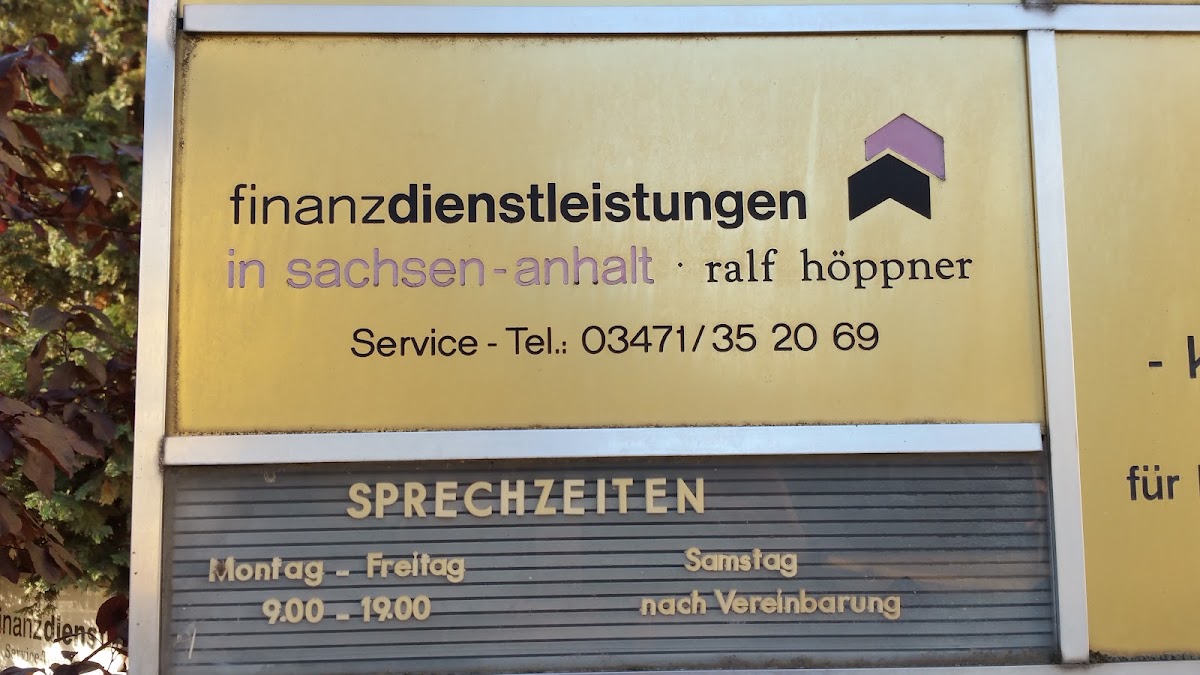 finanzdienstleistungen
in sachsen-anhalt · ralf höppner
Service - Tel.: 03471/35 20 69
SPRECHZEITEN
Montag - Freitag
9.00 - 19.00
Samstag
nach Vereinbarung
für